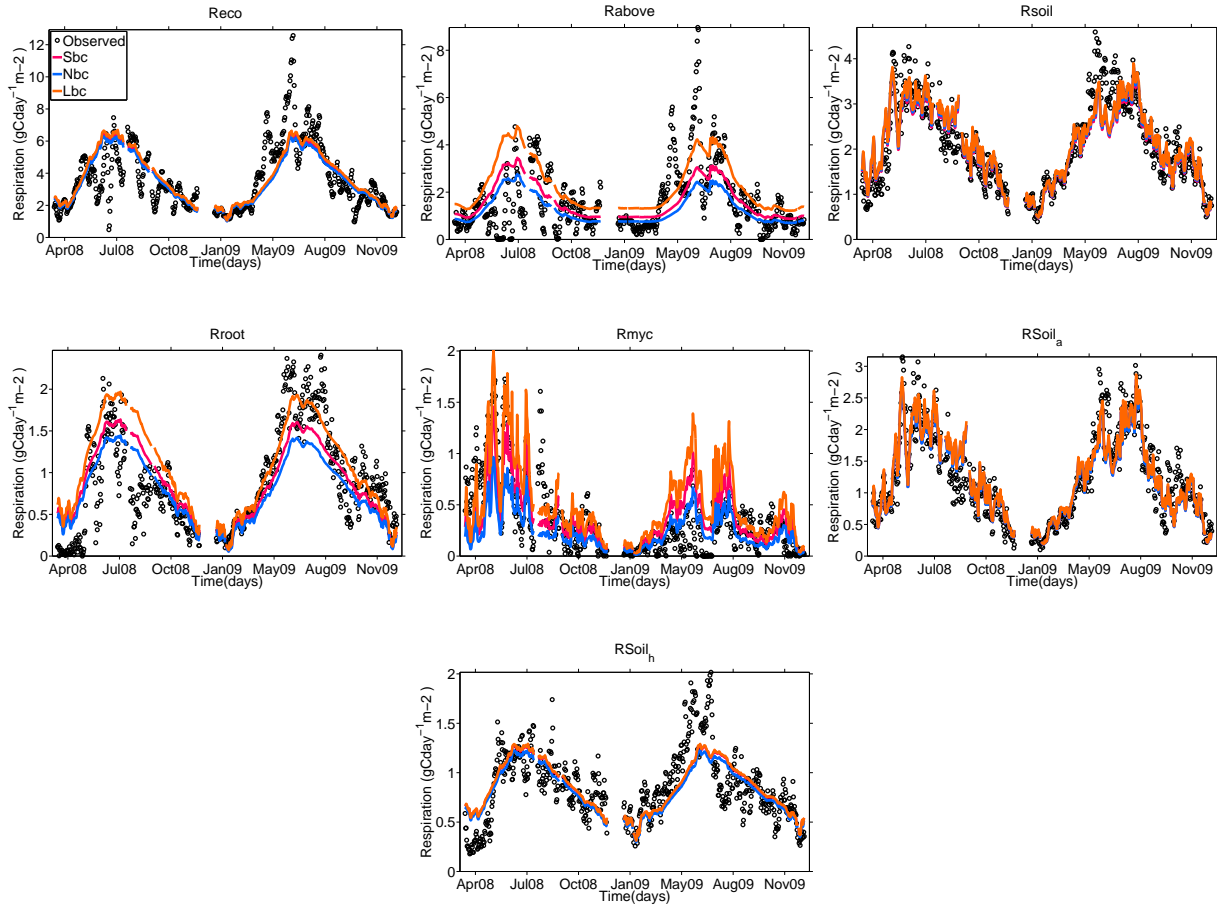 Reco
Respiration (gCday−1m−2 )
12
10
8
6
4
2
0
Observed
Sbc
Nbc
Lbc
Apr08 Jul08 Oct08 Jan09 May09 Aug09 Nov09
Time(days)
Rabove
Respiration (gCday−1m−2 )
8
6
4
2
0
Apr08 Jul08 Oct08 Jan09 May09 Aug09 Nov09
Time(days)
Rsoil
Respiration (gCday−1m−2 )
4
3
2
1
0
Apr08 Jul08 Oct08 Jan09 May09 Aug09 Nov09
Time(days)
Rroot
Respiration (gCday−1m−2 )
2
1.5
1
0.5
0
Apr08 Jul08 Oct08 Jan09 May09 Aug09 Nov09
Time(days)
Rmyc
Respiration (gCday−1m−2 )
2
1.5
1
0.5
0
Apr08 Jul08 Oct08 Jan09 May09 Aug09 Nov09
Time(days)
RSoila
Respiration (gCday−1m−2 )
3
2.5
2
1.5
1
0.5
0
Apr08 Jul08 Oct08 Jan09 May09 Aug09 Nov09
Time(days)
RSoilh
Respiration (gCday−1m−2 )
2
1.5
1
0.5
0
Apr08 Jul08 Oct08 Jan09 May09 Aug09 Nov09
Time(days)